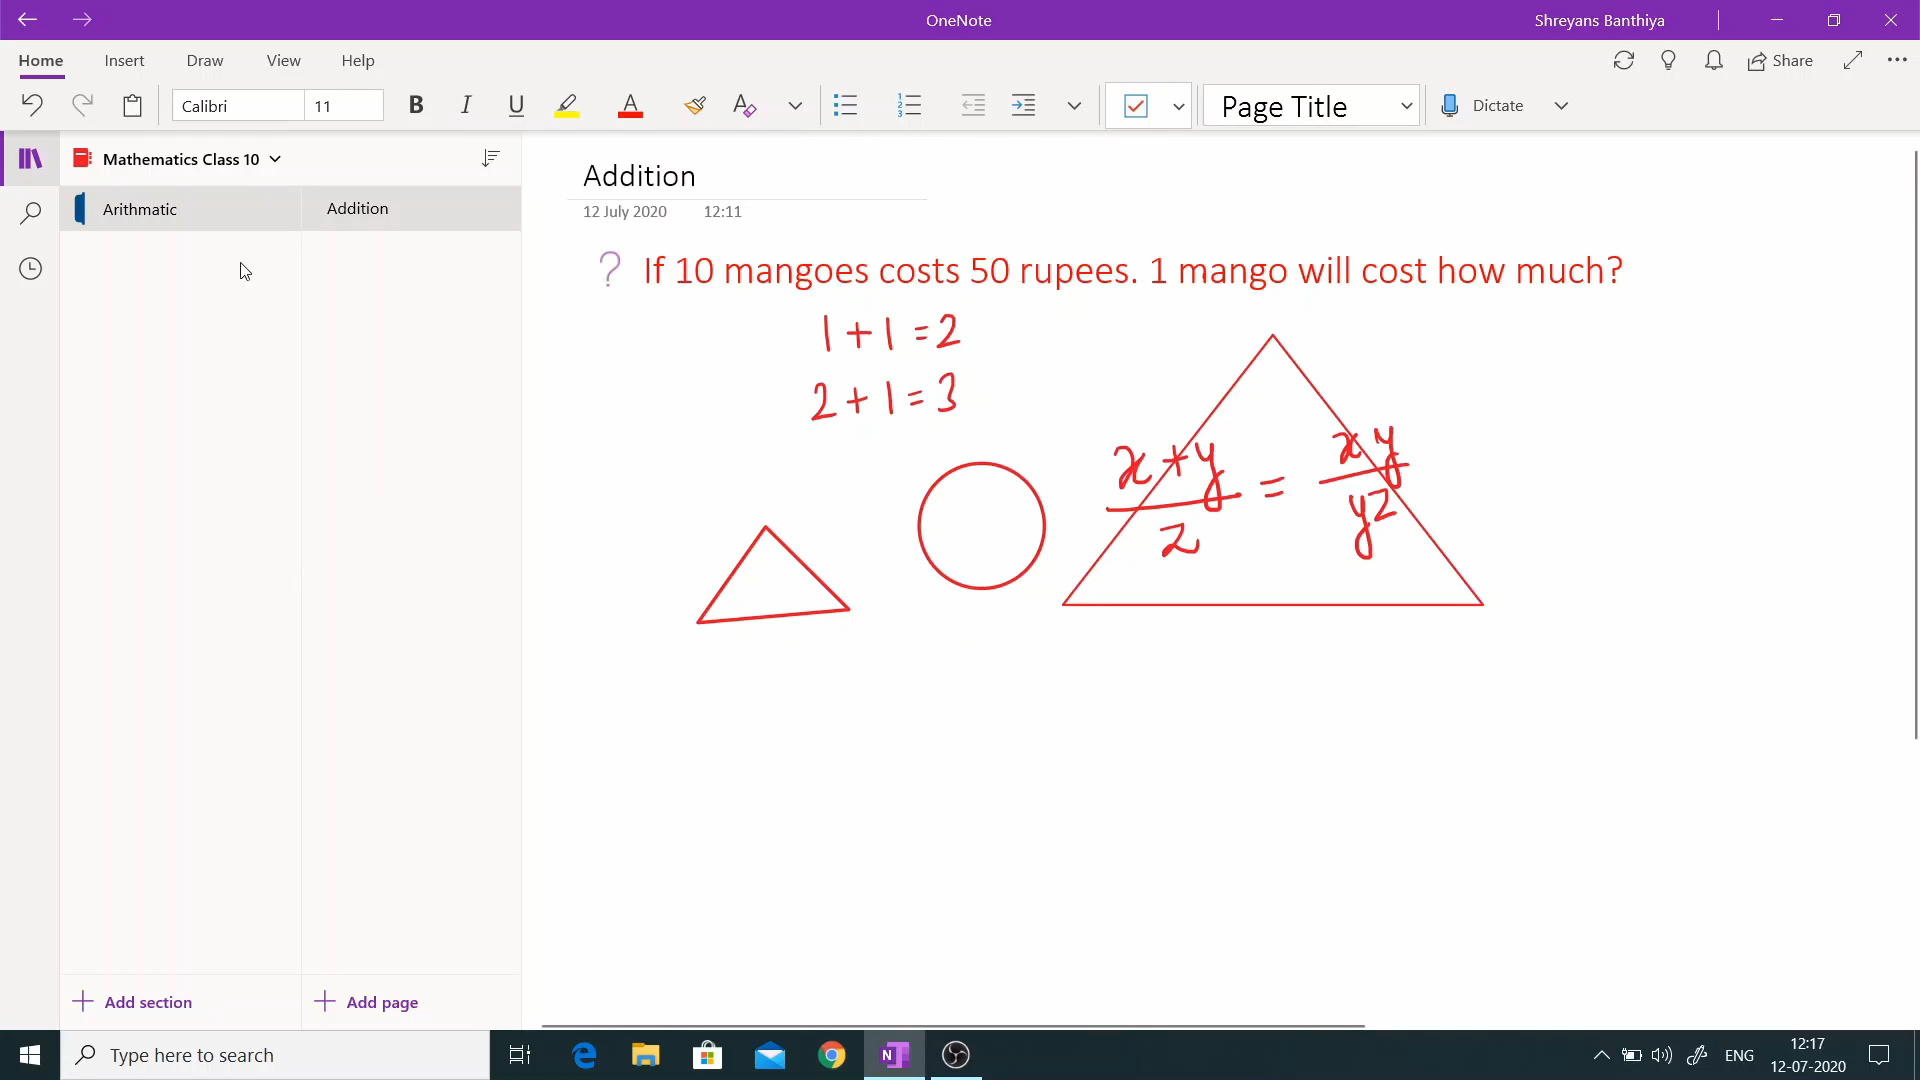 OneNote
Shreyans Banthiya
Home Insert Draw View Help
Share
Calibri 11 B I U A A Page Title Dictate
Mathematics Class 10
Arithmatic Addition
Addition
12 July 2020 12:11
? If 10 mangoes costs 50 rupees. 1 mango will cost how much?
1 + 1 = 2
2 + 1 = 3
x + y = xy
2 y2
Add section Add page
Type here to search
N
ENG
12:17
12-07-2020